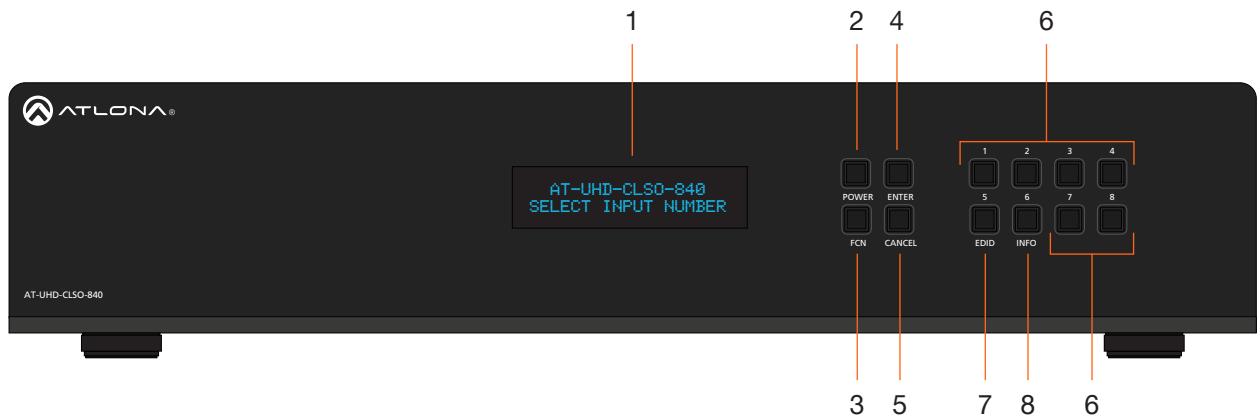 1 2 4 6
ATLONA®
1 2 3 4
AT-UHD-CLSO-840
SELECT INPUT NUMBER
POWER ENTER 5 6 7 8
FCN CANCEL EDID INFO
AT-UHD-CLSO-840
3 5 7 8 6